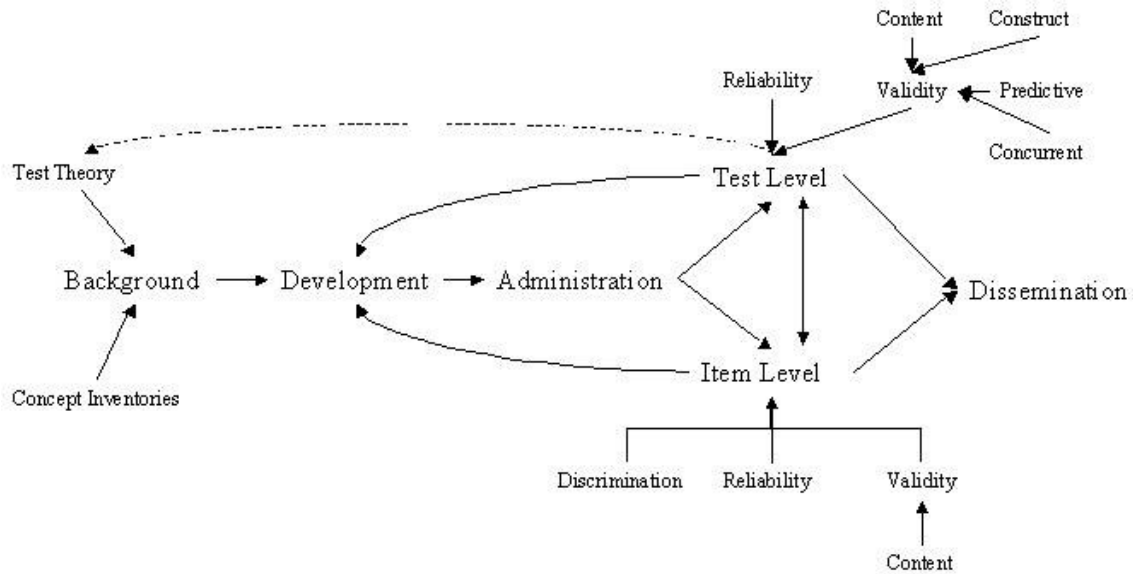 Content
Construct
Reliability
Validity
Predictive
Concurrent
Test Theory
Test Level
Background
Development
Administration
Dissemination
Item Level
Concept Inventories
Discrimination
Reliability
Validity
Content